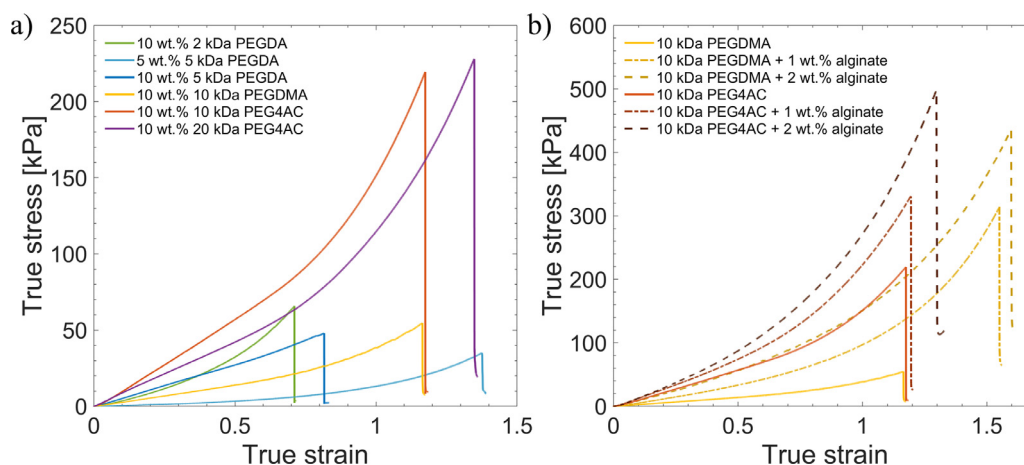 a)
250
200
150
100
50
0
True stress [kPa]
10 wt.% 2 kDa PEGDA
5 wt.% 5 kDa PEGDA
10 wt.% 5 kDa PEGDA
10 wt.% 10 kDa PEGDMA
10 wt.% 10 kDa PEG4AC
10 wt.% 20 kDa PEG4AC
0
0.5
1
1.5
True strain
b)
600
500
400
300
200
100
0
True stress [kPa]
10 kDa PEGDMA
10 kDa PEGDMA + 1 wt.% alginate
10 kDa PEGDMA + 2 wt.% alginate
10 kDa PEG4AC
10 kDa PEG4AC + 1 wt.% alginate
10 kDa PEG4AC + 2 wt.% alginate
0
0.5
1
1.5
True strain